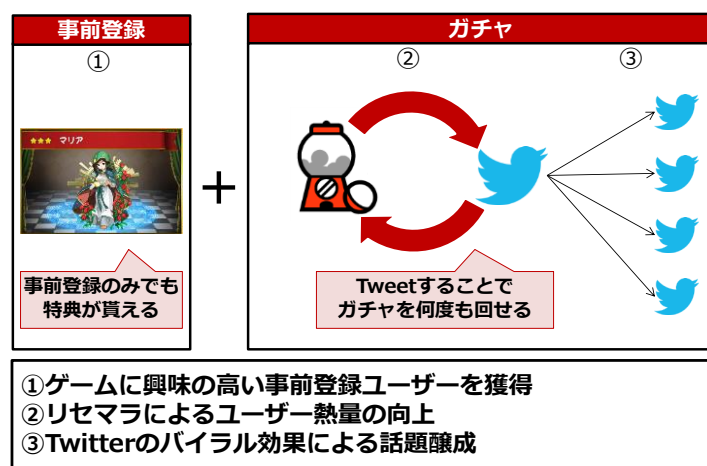 事前登録
ガチャ
①
②
③
★★★ マリア
+
事前登録のみでも
特典が貰える
Tweetすることで
ガチャを何度も回せる
①ゲームに興味の高い事前登録ユーザーを獲得
②リセマラによるユーザー熱量の向上
③Twitterのバイラル効果による話題醸成